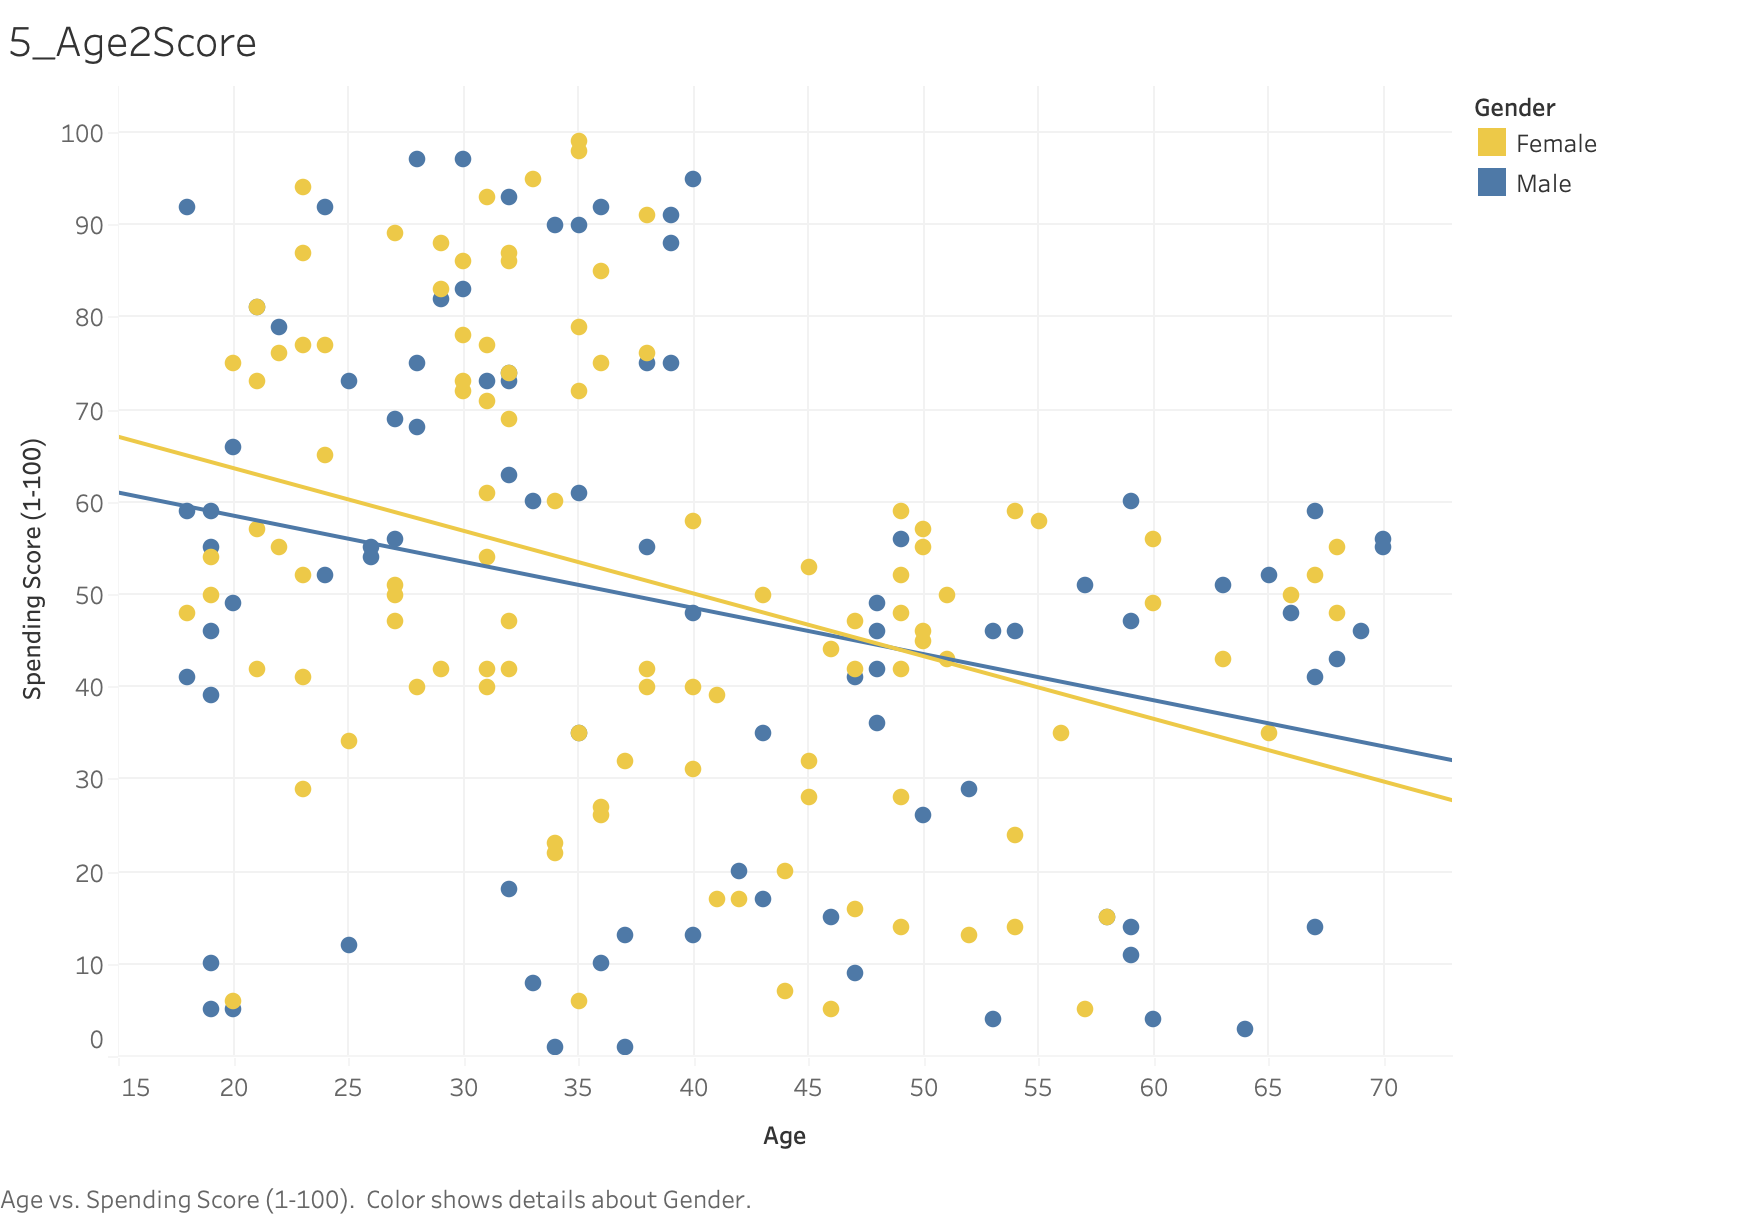 5_Age2Score
Gender
Female
Male
100
90
80
70
60
50
40
30
20
10
0
Spending Score (1-100)
15 20 25 30 35 40 45 50 55 60 65 70
Age
Age vs. Spending Score (1-100).  Color shows details about Gender.